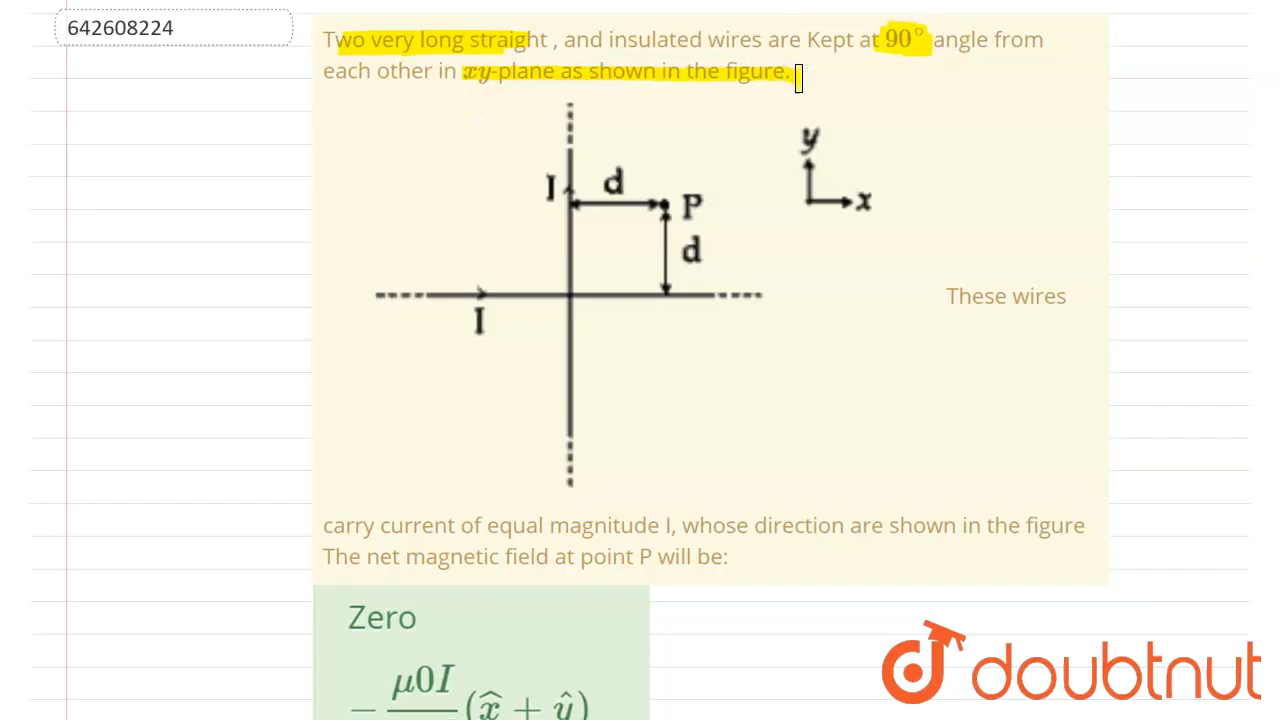 642608224
Two very long straight , and insulated wires are Kept at 90° angle from
each other in xy-plane as shown in the figure.
y
I d P x
d
These wires
I
carry current of equal magnitude I, whose direction are shown in the figure
The net magnetic field at point P will be:
Zero
μ0I
- (x̂ + ŷ)
doubtnut